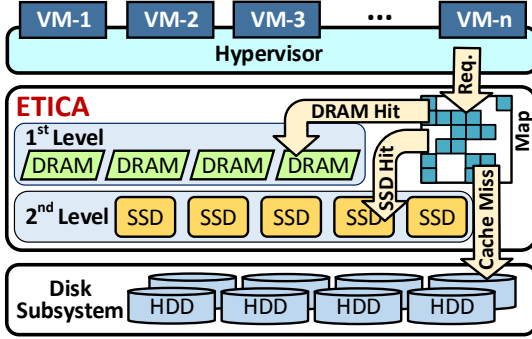 VM-1 VM-2 VM-3 ... VM-n
Hypervisor
Req.
ETICA
DRAM Hit
Map
1st Level
DRAM DRAM DRAM DRAM
SSD Hit
2nd Level
SSD SSD SSD SSD SSD
Cache Miss
Disk
Subsystem
HDD HDD HDD HDD